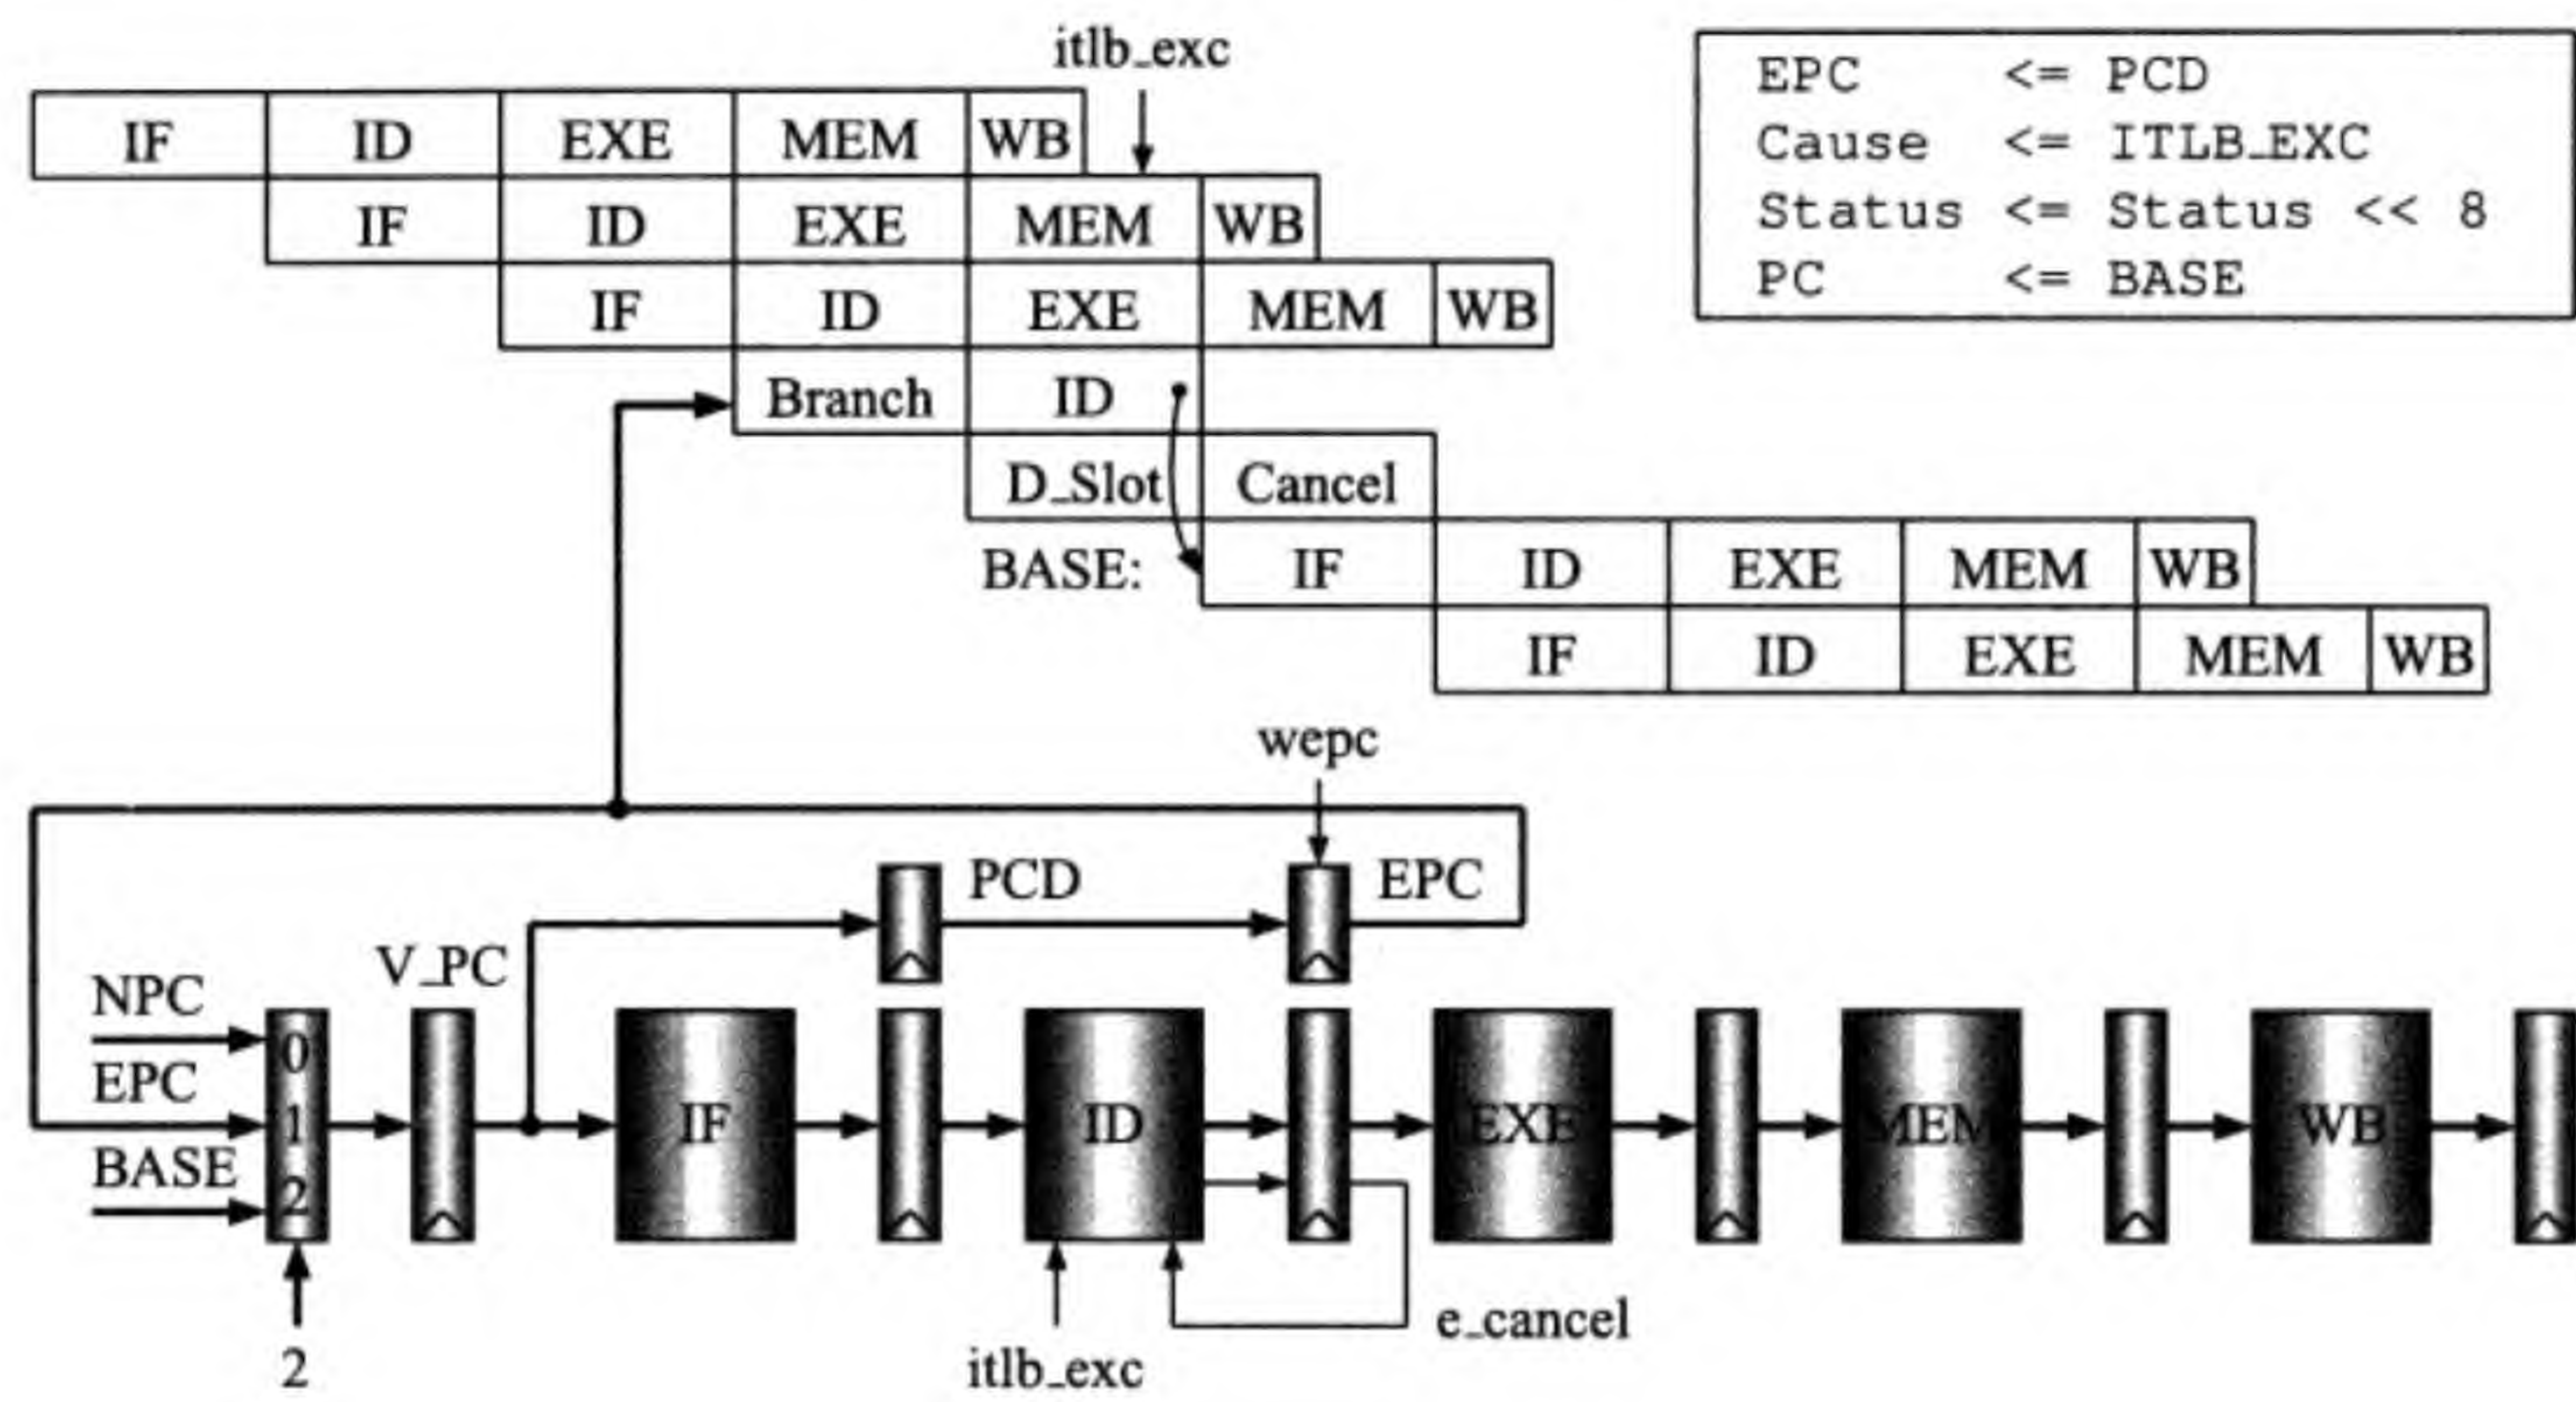 itlb_exc
EPC <= PCD
Cause <= ITLB_EXC
Status <= Status << 8
PC <= BASE
IF ID EXE MEM WB
IF ID EXE MEM WB
IF ID EXE MEM WB
Branch ID
D_Slot Cancel
BASE: IF ID EXE MEM WB
IF ID EXE MEM WB
wepc
PCD EPC
V_PC
NPC
0
EPC
1 IF ID EXE MEM WB
BASE
2
e_cancel
2 itlb_exc